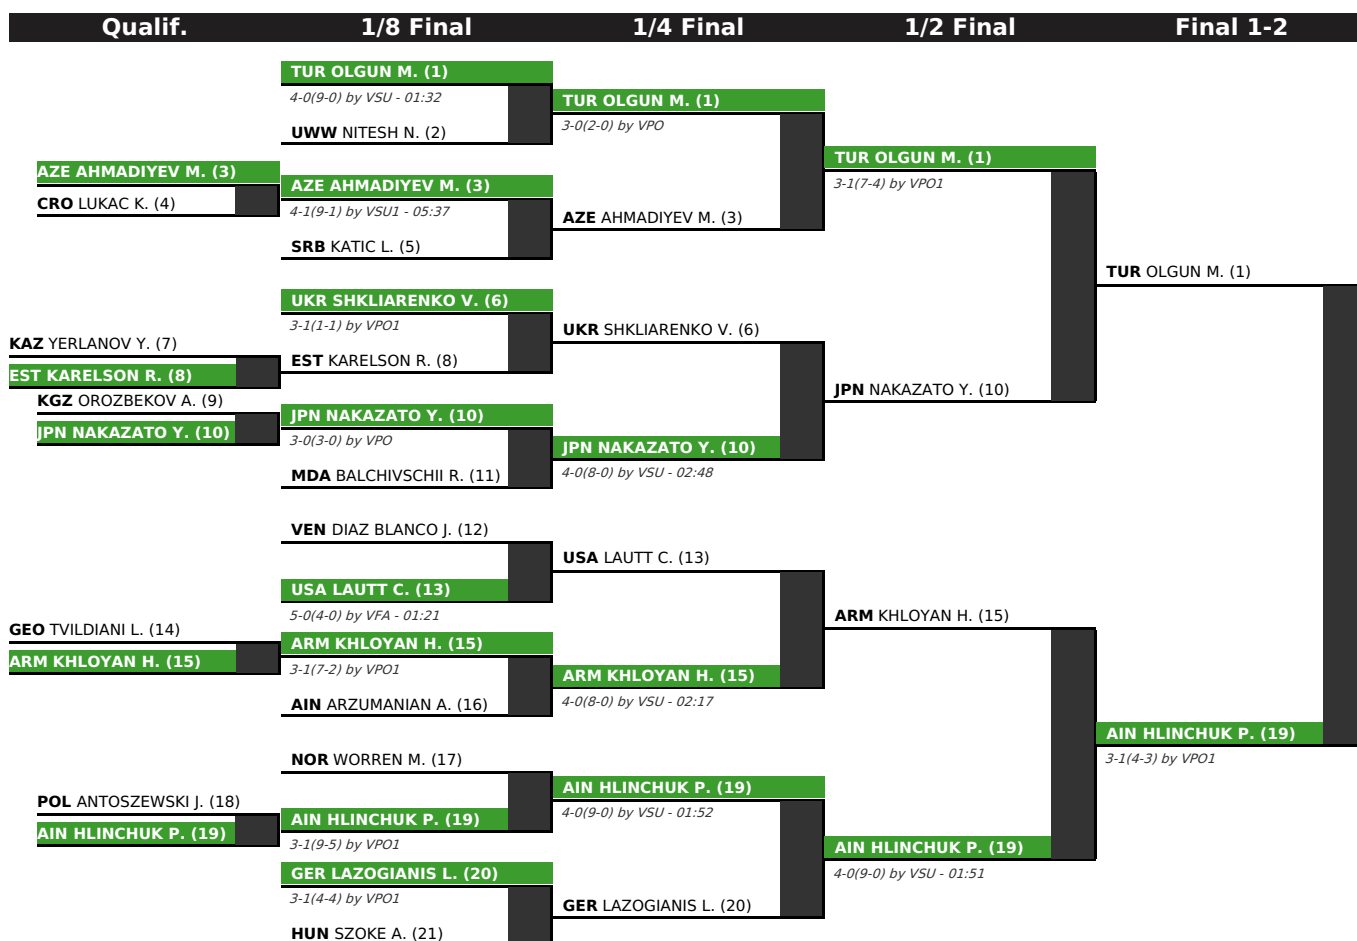 Qualif.
1/8 Final
1/4 Final
1/2 Final
Final 1-2
AZE AHMADIYEV M. (3)
CRO LUKAC K. (4)
KAZ YERLANOV Y. (7)
EST KARELSON R. (8)
KGZ OROZBEKOV A. (9)
JPN NAKAZATO Y. (10)
GEO TVILDIANI L. (14)
ARM KHLOYAN H. (15)
POL ANTOSZEWSKI J. (18)
AIN HLINCHUK P. (19)
TUR OLGUN M. (1)
4-0(9-0) by VSU - 01:32
UWW NITESH N. (2)
AZE AHMADIYEV M. (3)
4-1(9-1) by VSU1 - 05:37
SRB KATIC L. (5)
UKR SHKLIARENKO V. (6)
3-1(1-1) by VPO1
EST KARELSON R. (8)
JPN NAKAZATO Y. (10)
3-0(3-0) by VPO
MDA BALCHIVSCHII R. (11)
VEN DIAZ BLANCO J. (12)
USA LAUTT C. (13)
5-0(4-0) by VFA - 01:21
ARM KHLOYAN H. (15)
3-1(7-2) by VPO1
AIN ARZUMANIAN A. (16)
NOR WORREN M. (17)
AIN HLINCHUK P. (19)
3-1(9-5) by VPO1
GER LAZOGIANIS L. (20)
3-1(4-4) by VPO1
HUN SZOKE A. (21)
TUR OLGUN M. (1)
3-0(2-0) by VPO
AZE AHMADIYEV M. (3)
UKR SHKLIARENKO V. (6)
JPN NAKAZATO Y. (10)
4-0(8-0) by VSU - 02:48
USA LAUTT C. (13)
ARM KHLOYAN H. (15)
4-0(8-0) by VSU - 02:17
AIN HLINCHUK P. (19)
4-0(9-0) by VSU - 01:52
GER LAZOGIANIS L. (20)
TUR OLGUN M. (1)
3-1(7-4) by VPO1
JPN NAKAZATO Y. (10)
ARM KHLOYAN H. (15)
AIN HLINCHUK P. (19)
4-0(9-0) by VSU - 01:51
TUR OLGUN M. (1)
AIN HLINCHUK P. (19)
3-1(4-3) by VPO1